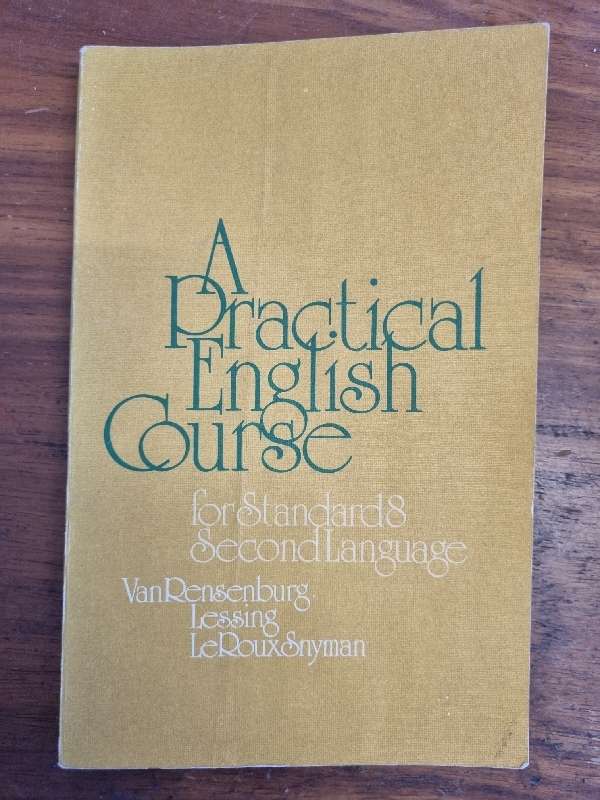 A
Practical
English
Course
for Standard 8
Second Language
Van Rensenburg
Lessing
Le Roux Snyman